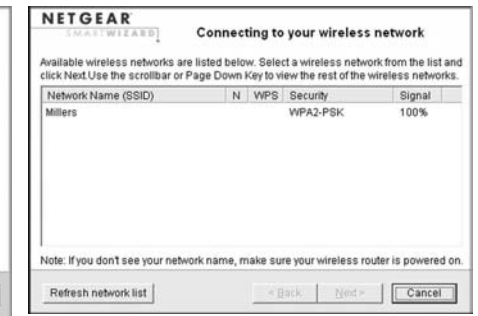 NETGEAR
SMARTWIZARD
Connecting to your wireless network
Available wireless networks are listed below. Select a wireless network from the list and
click Next.Use the scrollbar or Page Down Key to view the rest of the wireless networks.
Network Name (SSID) N WPS Security Signal
Millers WPA2-PSK 100%
Note: If you don't see your network name, make sure your wireless router is powered on.
Refresh network list < Back Next > Cancel